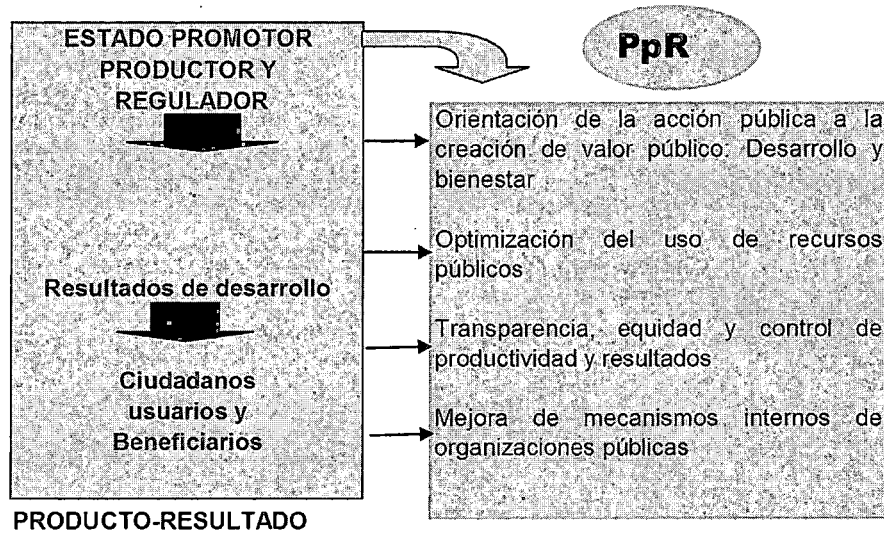 ESTADO PROMOTOR
PRODUCTOR Y
REGULADOR
Resultados de desarrollo
Ciudadanos
usuarios y
Beneficiarios
PRODUCTO-RESULTADO
PpR
Orientación de la acción pública a la
creación de valor público: Desarrollo y
bienestar
Optimización del uso de recursos
públicos
Transparencia, equidad y control de
productividad y resultados
Mejora de mecanismos internos de
organizaciones públicas